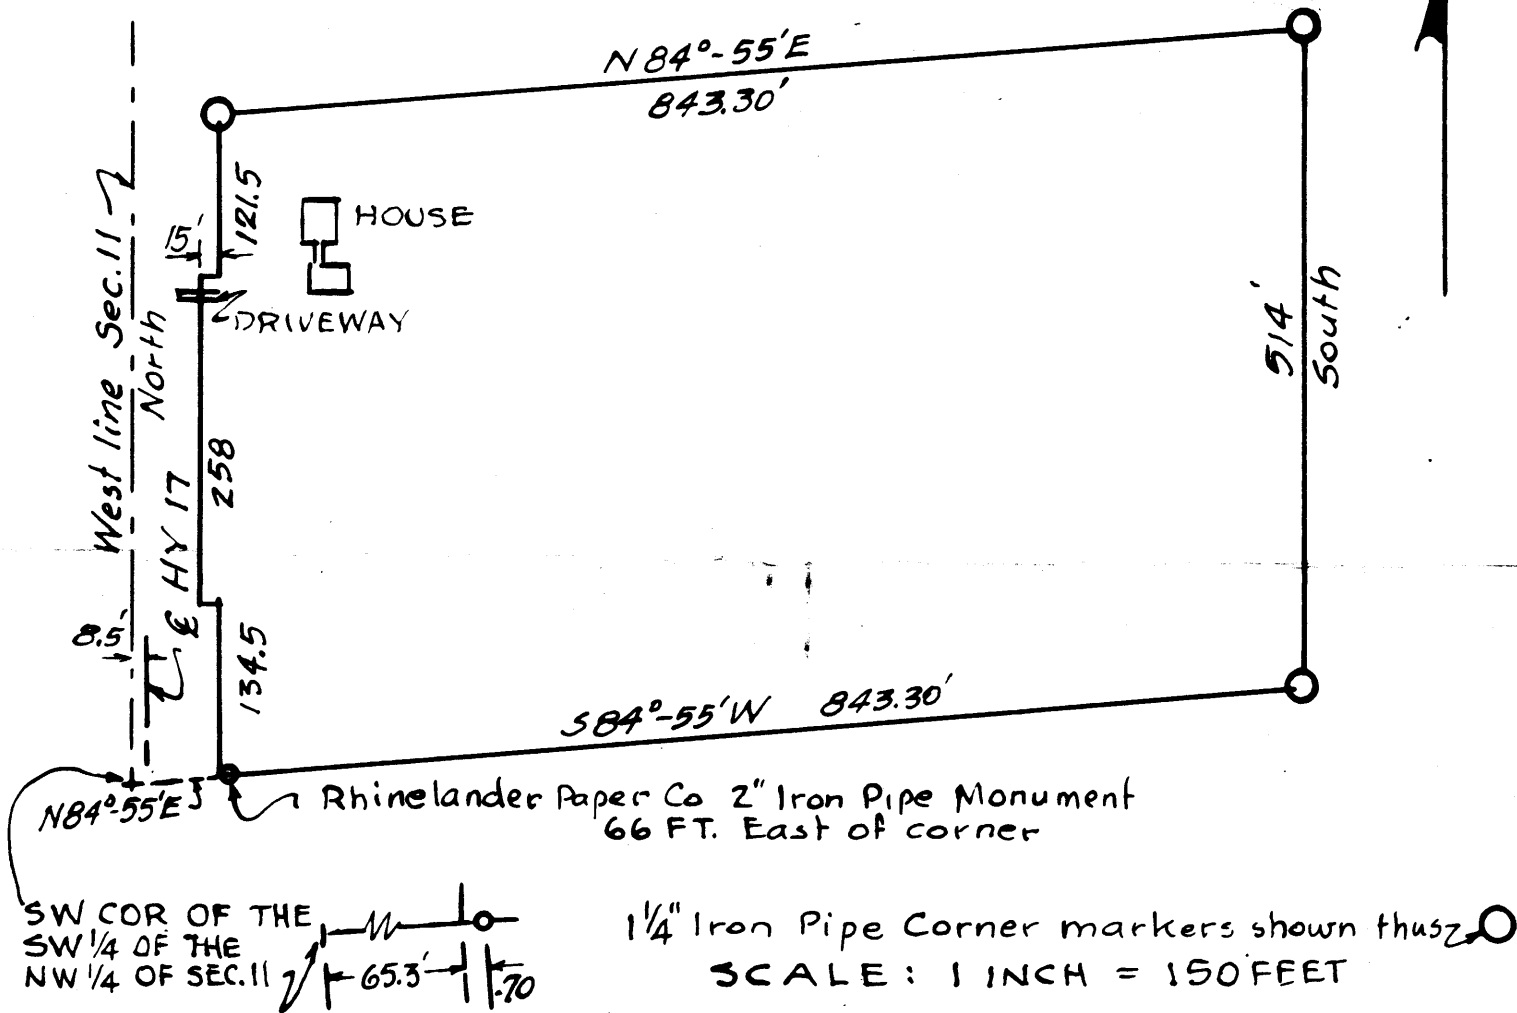 N 84°-55'E
843.30'
121.5
15'
HOUSE
DRIVEWAY
West line Sec. 11
North
258
514'
South
℄ HY 17
8.5'
134.5
S84°-55'W 843.30'
N84°-55'E
Rhinelander Paper Co 2" Iron Pipe Monument
66 FT. East of corner
SW COR OF THE
SW 1/4 OF THE
NW 1/4 OF SEC. 11
65.3'
.70
1 1/4" Iron Pipe Corner markers shown thus
SCALE: 1 INCH = 150 FEET